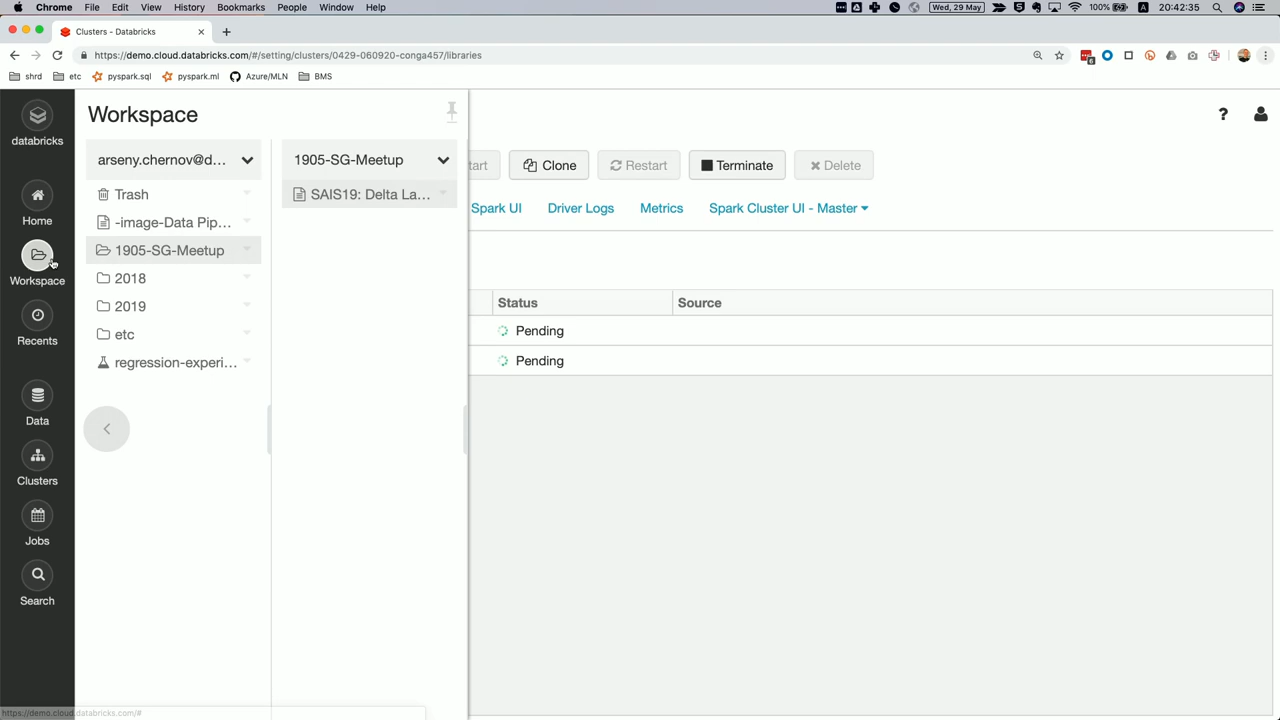 Chrome File Edit View History Bookmarks People Window Help 100% A Wed, 29 May 20:42:35
Clusters - Databricks
https://demo.cloud.databricks.com/#/setting/clusters/0429-060920-conga457/libraries
shrd etc pyspark.sql pyspark.ml Azure/MLN BMS
databricks
Home
Workspace
Recents
Data
Clusters
Jobs
Search
Workspace
arseny.chernov@d...
Trash
-image-Data Pip...
1905-SG-Meetup
2018
2019
etc
regression-experi...
1905-SG-Meetup
SAIS19: Delta La...
tart Clone Restart Terminate Delete
Spark UI Driver Logs Metrics Spark Cluster UI - Master
Status Source
Pending
Pending
https://demo.cloud.databricks.com/#